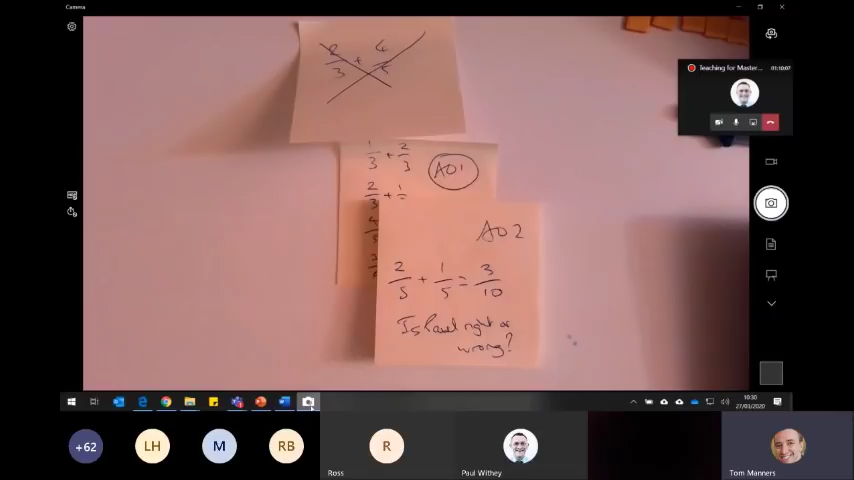 Camera
2/3 + 4/5
Teaching for Master...
01:10:07
1/3 + 2/3
AO1
2/3 + 1
AO2
2/5 + 1/5 = 3/10
Is Pavel right or
wrong?
10:30
27/03/2020
+62
LH
M
RB
R
Ross
Paul Withey
Tom Manners